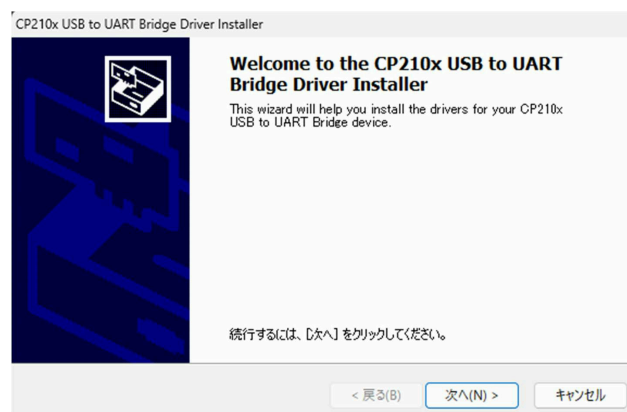 CP210x USB to UART Bridge Driver Installer
Welcome to the CP210x USB to UART
Bridge Driver Installer
This wizard will help you install the drivers for your CP210x
USB to UART Bridge device.
続行するには、[次へ] をクリックしてください。
< 戻る(B)
次へ(N) >
キャンセル